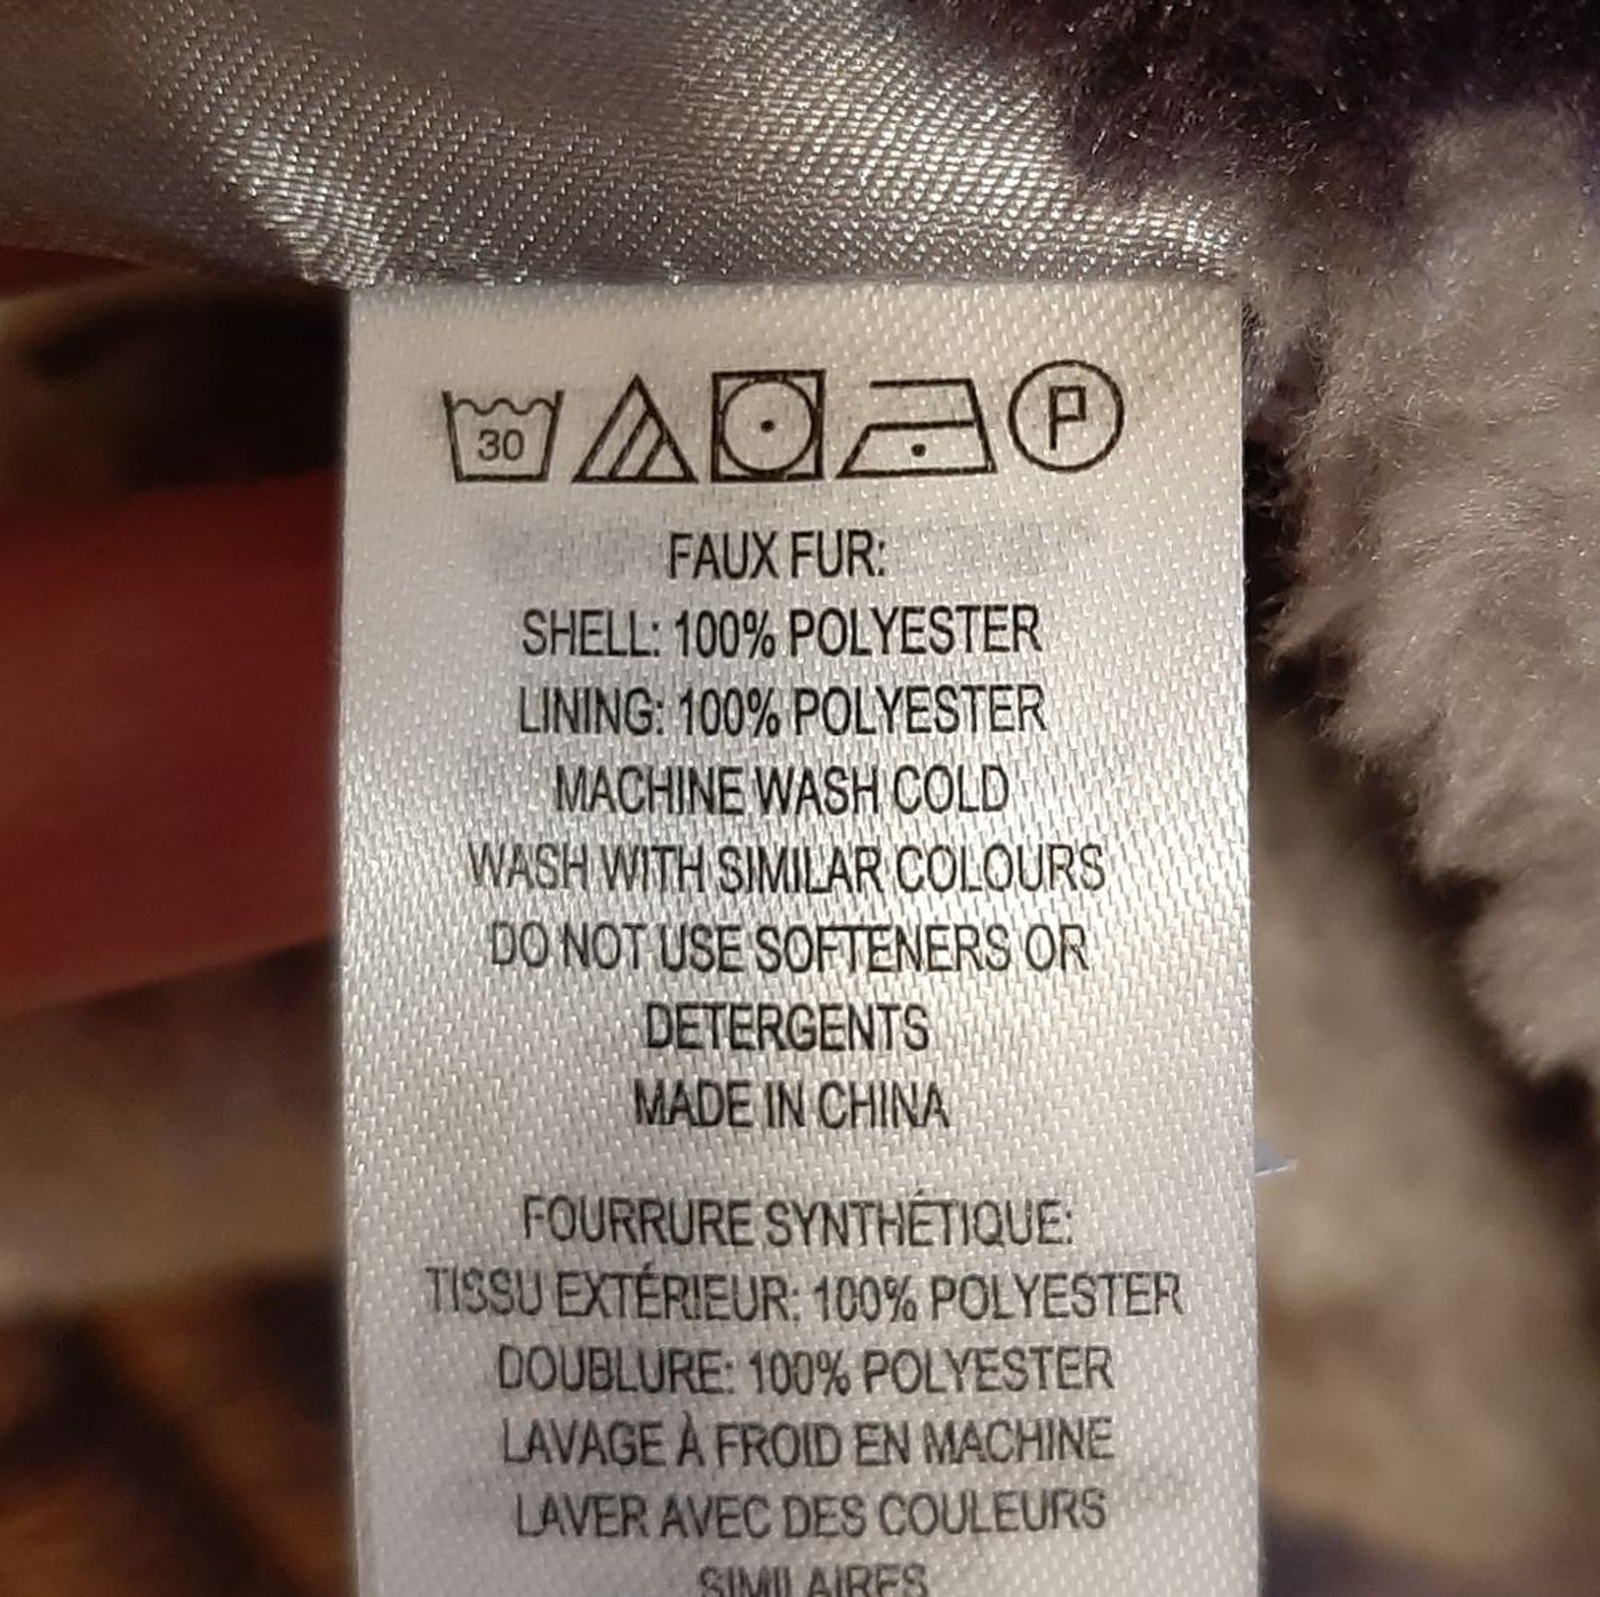 30 P
FAUX FUR:
SHELL: 100% POLYESTER
LINING: 100% POLYESTER
MACHINE WASH COLD
WASH WITH SIMILAR COLOURS
DO NOT USE SOFTENERS OR
DETERGENTS
MADE IN CHINA
FOURRURE SYNTHÉTIQUE:
TISSU EXTÉRIEUR: 100% POLYESTER
DOUBLURE: 100% POLYESTER
LAVAGE À FROID EN MACHINE
LAVER AVEC DES COULEURS
SIMILAIRES